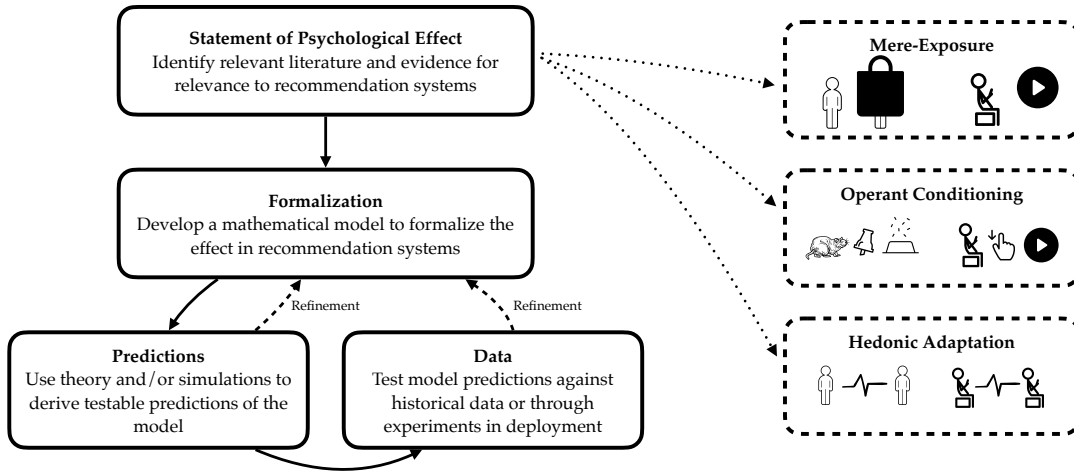 Statement of Psychological Effect
Identify relevant literature and evidence for
relevance to recommendation systems
Formalization
Develop a mathematical model to formalize the
effect in recommendation systems
Refinement
Refinement
Predictions
Use theory and/or simulations to
derive testable predictions of the
model
Data
Test model predictions against
historical data or through
experiments in deployment
Mere-Exposure
Operant Conditioning
Hedonic Adaptation